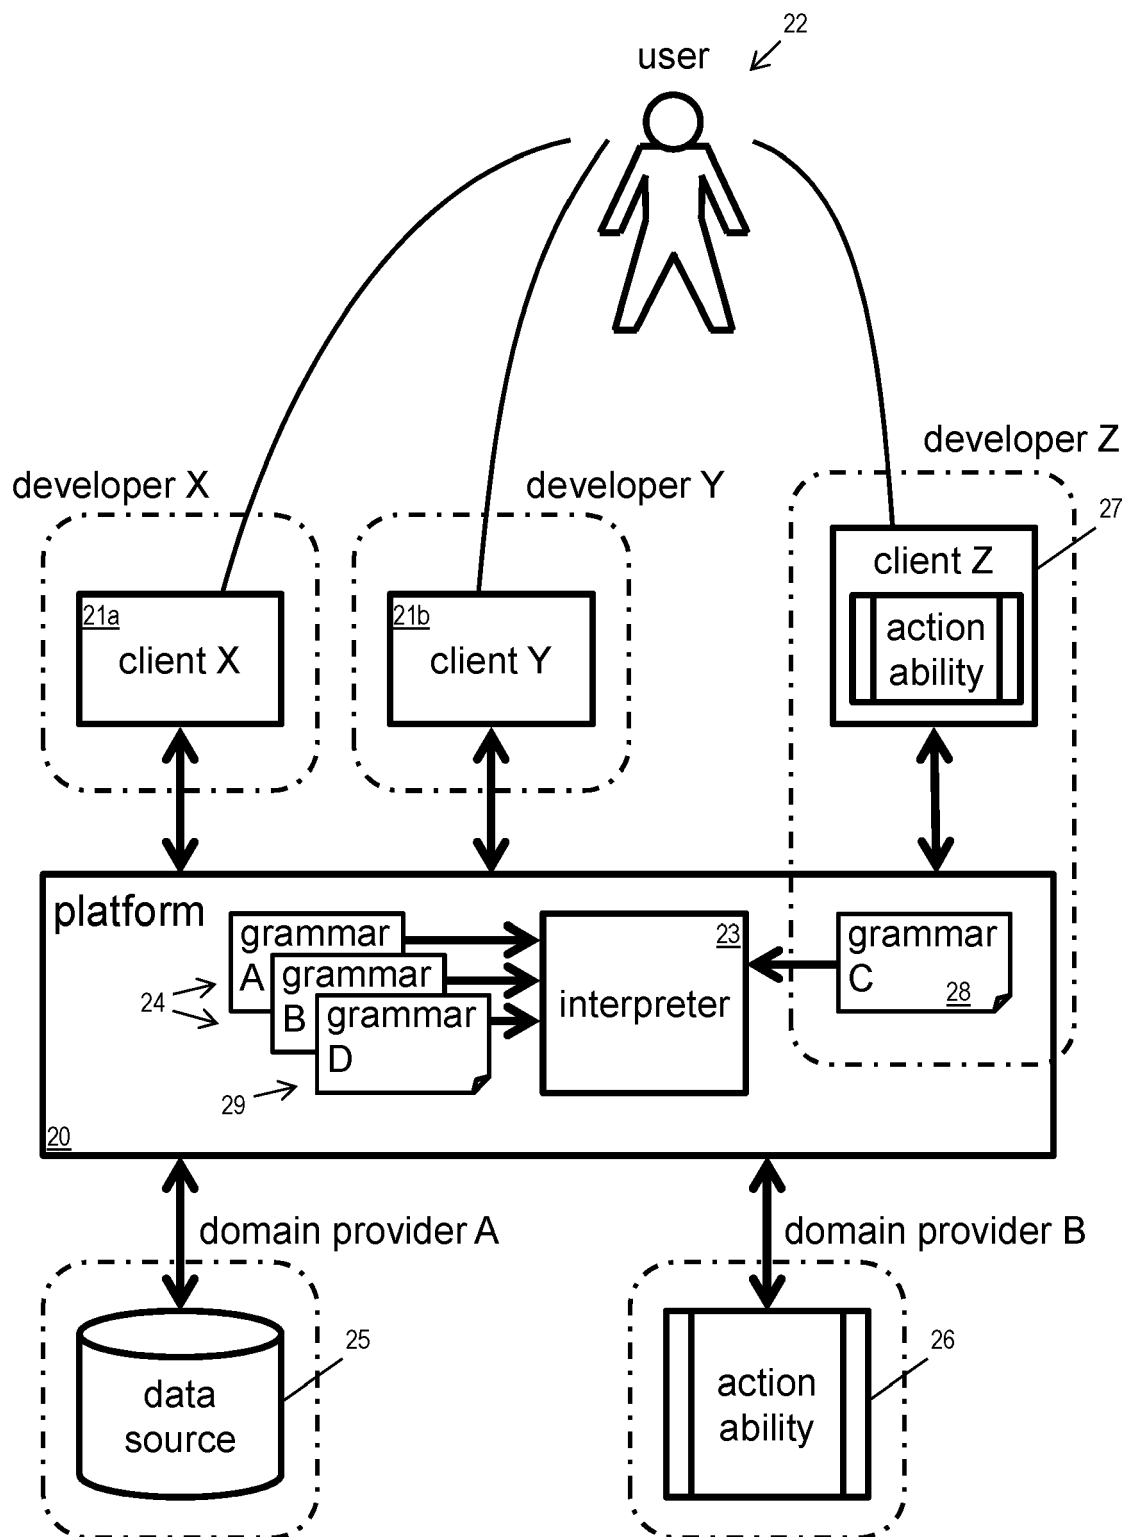 22
user
developer Z
developer X
developer Y
27
client Z
21a
client X
21b
client Y
action
ability
platform
grammar
A
grammar
B
grammar
D
24
29
23
interpreter
grammar
C
28
20
domain provider A
domain provider B
25
data
source
26
action
ability